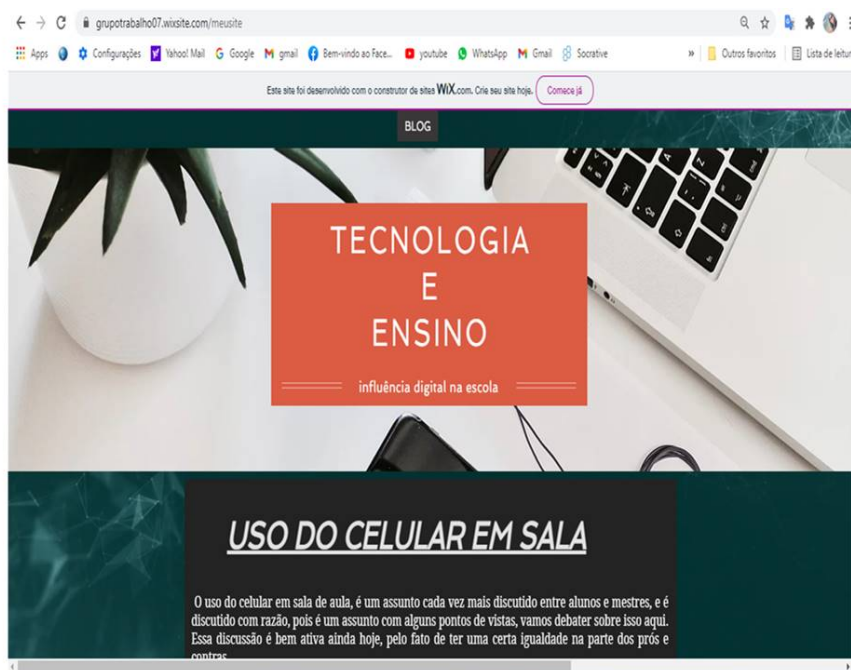 grupotrabalho07.wixsite.com/meusite
Apps Configurações Yahoo! Mail Google gmail Bem-vindo ao Face... youtube WhatsApp Gmail Socrative » Outros favoritos Lista de leitur
Este site foi desenvolvido com o construtor de sites WiX.com. Crie seu site hoje. Comece já
BLOG
TECNOLOGIA
E
ENSINO
influência digital na escola
USO DO CELULAR EM SALA
O uso do celular em sala de aula, é um assunto cada vez mais discutido entre alunos e mestres, e é
discutido com razão, pois é um assunto com alguns pontos de vistas, vamos debater sobre isso aqui.
Essa discussão é bem ativa ainda hoje, pelo fato de ter uma certa igualdade na parte dos prós e
contras